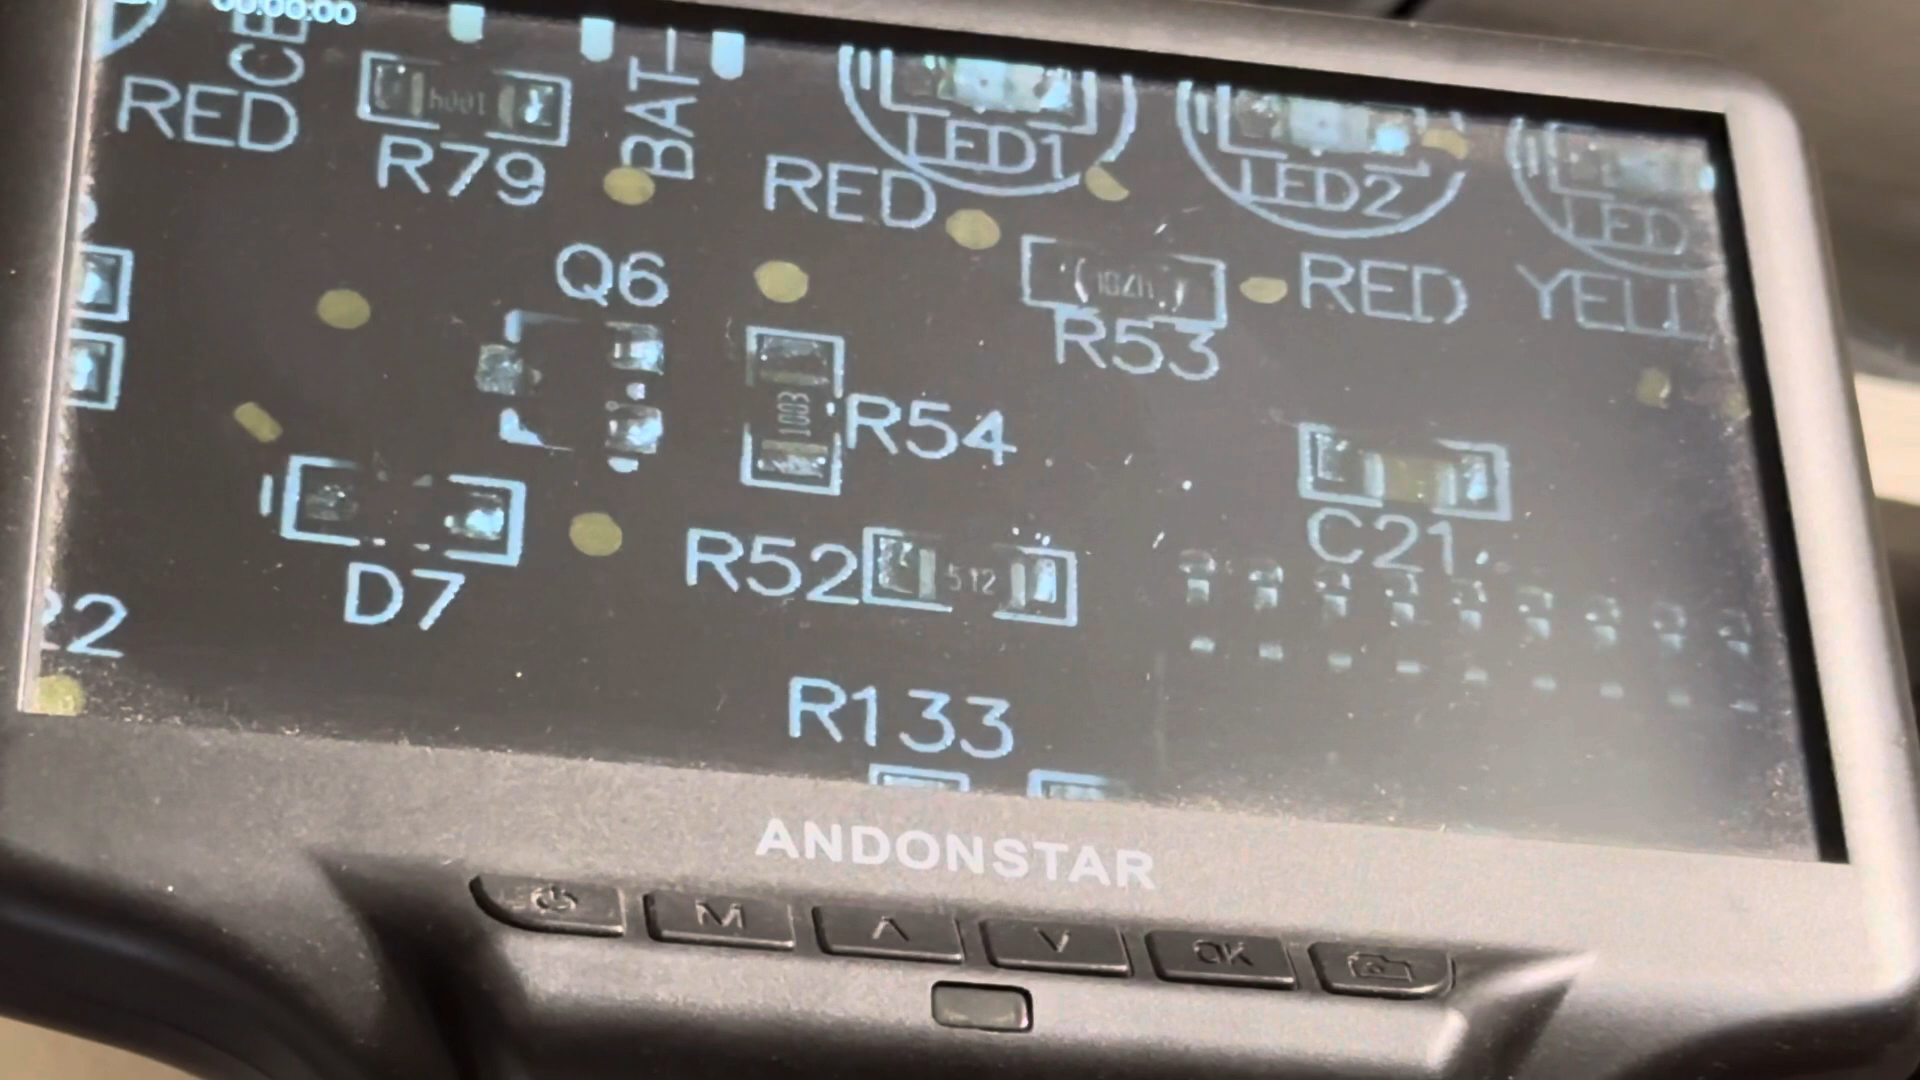 00:00:00
RED
R79
BAT-
RED
LED1
LED2
LED
Q6
RED
YELL
R53
1003
R54
D7
R52
512
C21
R133
ANDONSTAR
M
OK